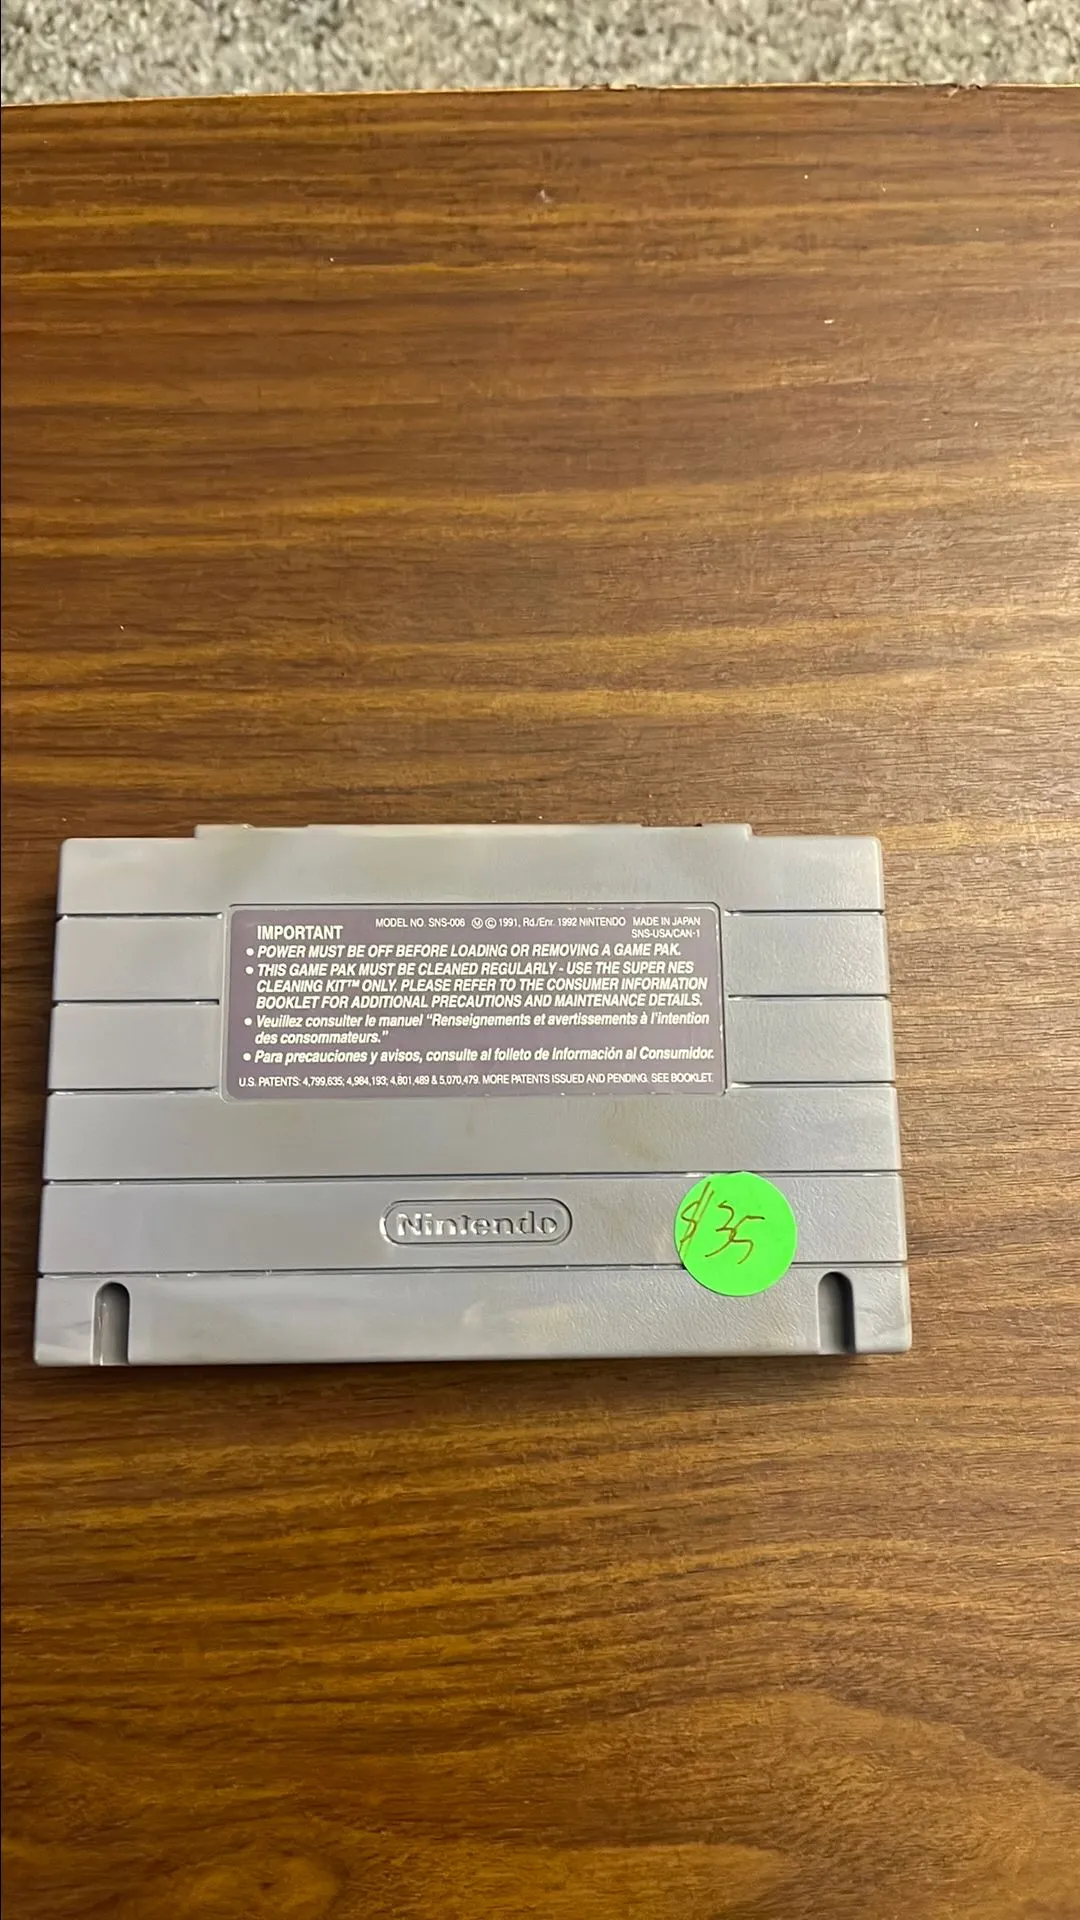 MODEL NO. SNS-006 Ⓜ © 1991, Rd./Enr. 1992 NINTENDO MADE IN JAPAN
IMPORTANT SNS-USA/CAN-1
• POWER MUST BE OFF BEFORE LOADING OR REMOVING A GAME PAK.
• THIS GAME PAK MUST BE CLEANED REGULARLY - USE THE SUPER NES
CLEANING KIT™ ONLY. PLEASE REFER TO THE CONSUMER INFORMATION
BOOKLET FOR ADDITIONAL PRECAUTIONS AND MAINTENANCE DETAILS.
• Veuillez consulter le manuel “Renseignements et avertissements à l’intention
des consommateurs.”
• Para precauciones y avisos, consulte al folleto de Información al Consumidor.
U.S. PATENTS: 4,799,635; 4,984,193; 4,801,489 & 5,070,479. MORE PATENTS ISSUED AND PENDING. SEE BOOKLET.
Nintendo
$35